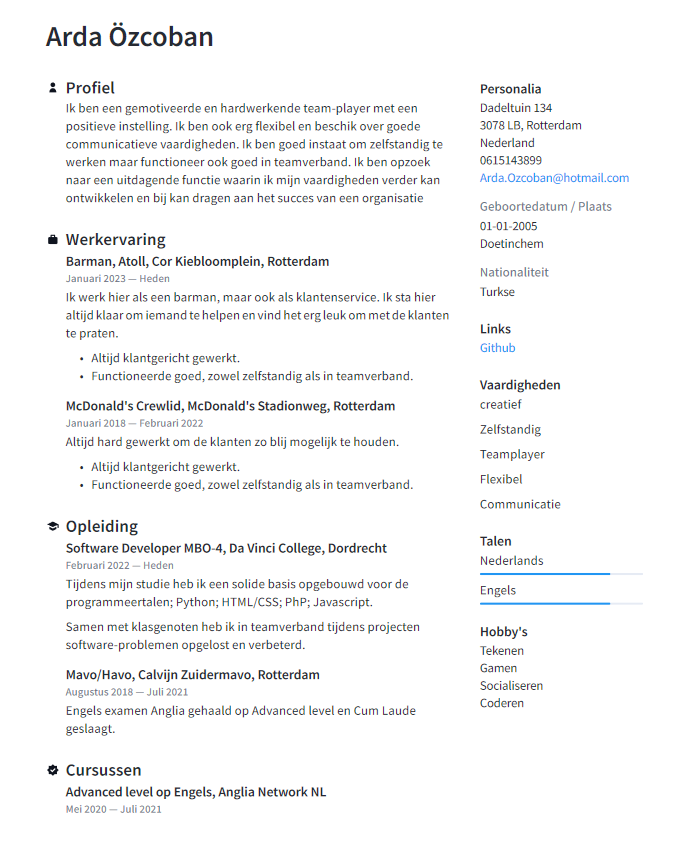 Arda Özcoban
Profiel
Ik ben een gemotiveerde en hardwerkende team-player met een
positieve instelling. Ik ben ook erg flexibel en beschik over goede
communicatieve vaardigheden. Ik ben goed instaat om zelfstandig te
werken maar functioneer ook goed in teamverband. Ik ben opzoek
naar een uitdagende functie waarin ik mijn vaardigheden verder kan
ontwikkelen en bij kan dragen aan het succes van een organisatie
Werkervaring
Barman, Atoll, Cor Kiebloomplein, Rotterdam
Januari 2023 — Heden
Ik werk hier als een barman, maar ook als klantenservice. Ik sta hier
altijd klaar om iemand te helpen en vind het erg leuk om met de klanten
te praten.
• Altijd klantgericht gewerkt.
• Functioneerde goed, zowel zelfstandig als in teamverband.
McDonald's Crewlid, McDonald's Stadionweg, Rotterdam
Januari 2018 — Februari 2022
Altijd hard gewerkt om de klanten zo blij mogelijk te houden.
• Altijd klantgericht gewerkt.
• Functioneerde goed, zowel zelfstandig als in teamverband.
Opleiding
Software Developer MBO-4, Da Vinci College, Dordrecht
Februari 2022 — Heden
Tijdens mijn studie heb ik een solide basis opgebouwd voor de
programmeertalen; Python; HTML/CSS; PhP; Javascript.
Samen met klasgenoten heb ik in teamverband tijdens projecten
software-problemen opgelost en verbeterd.
Mavo/Havo, Calvijn Zuidermavo, Rotterdam
Augustus 2018 — Juli 2021
Engels examen Anglia gehaald op Advanced level en Cum Laude
geslaagt.
Cursussen
Advanced level op Engels, Anglia Network NL
Mei 2020 — Juli 2021
Personalia
Dadeltuin 134
3078 LB, Rotterdam
Nederland
0615143899
Arda.Ozcoban@hotmail.com
Geboortedatum / Plaats
01-01-2005
Doetinchem
Nationaliteit
Turkse
Links
Github
Vaardigheden
creatief
Zelfstandig
Teamplayer
Flexibel
Communicatie
Talen
Nederlands
Engels
Hobby's
Tekenen
Gamen
Socialiseren
Coderen